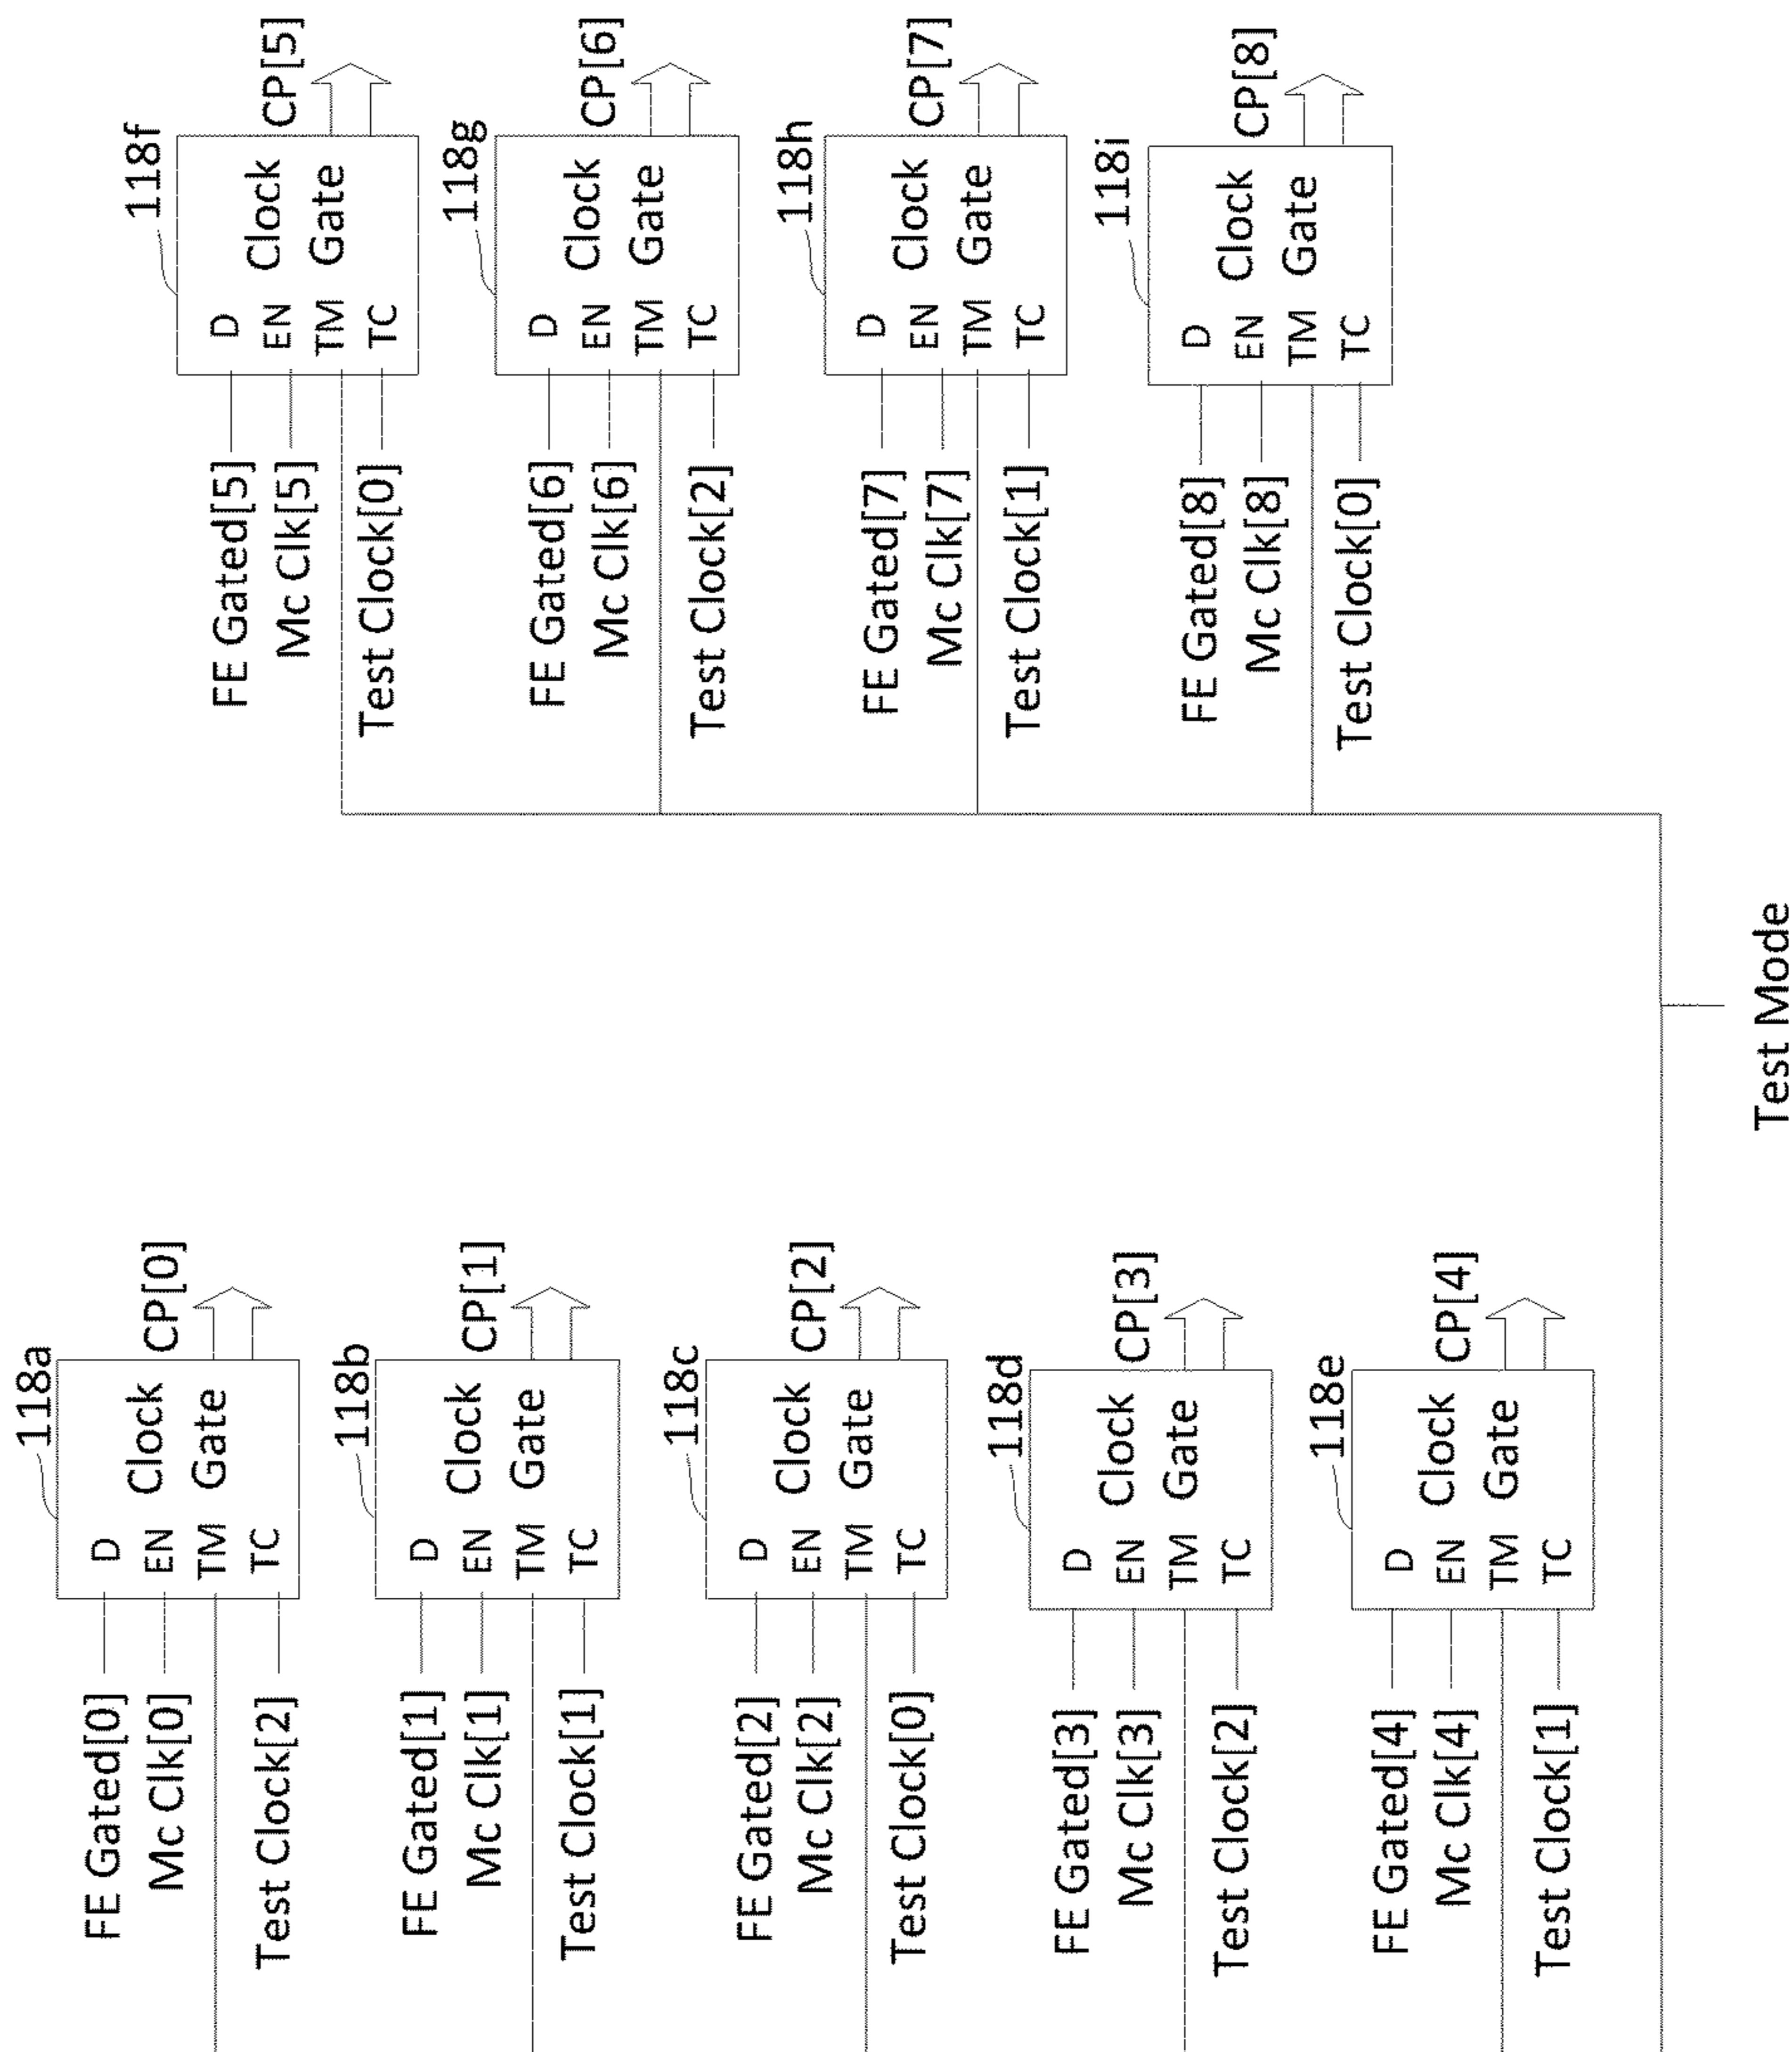 118a
FE Gated[0]
D
Mc Clk[0]
EN
Clock
CP[0]
TM
Gate
Test Clock[2]
TC
118b
FE Gated[1]
D
Mc Clk[1]
EN
Clock
CP[1]
TM
Gate
Test Clock[1]
TC
118c
FE Gated[2]
D
Mc Clk[2]
EN
Clock
CP[2]
TM
Gate
Test Clock[0]
TC
118d
FE Gated[3]
D
Mc Clk[3]
EN
Clock
CP[3]
TM
Gate
Test Clock[2]
TC
118e
FE Gated[4]
D
Mc Clk[4]
EN
Clock
CP[4]
TM
Gate
Test Clock[1]
TC
118f
FE Gated[5]
D
Mc Clk[5]
EN
Clock
CP[5]
TM
Gate
Test Clock[0]
TC
118g
FE Gated[6]
D
Mc Clk[6]
EN
Clock
CP[6]
TM
Gate
Test Clock[2]
TC
118h
FE Gated[7]
D
Mc Clk[7]
EN
Clock
CP[7]
TM
Gate
Test Clock[1]
TC
118i
FE Gated[8]
D
Mc Clk[8]
EN
Clock
CP[8]
TM
Gate
Test Clock[0]
TC
Test Mode